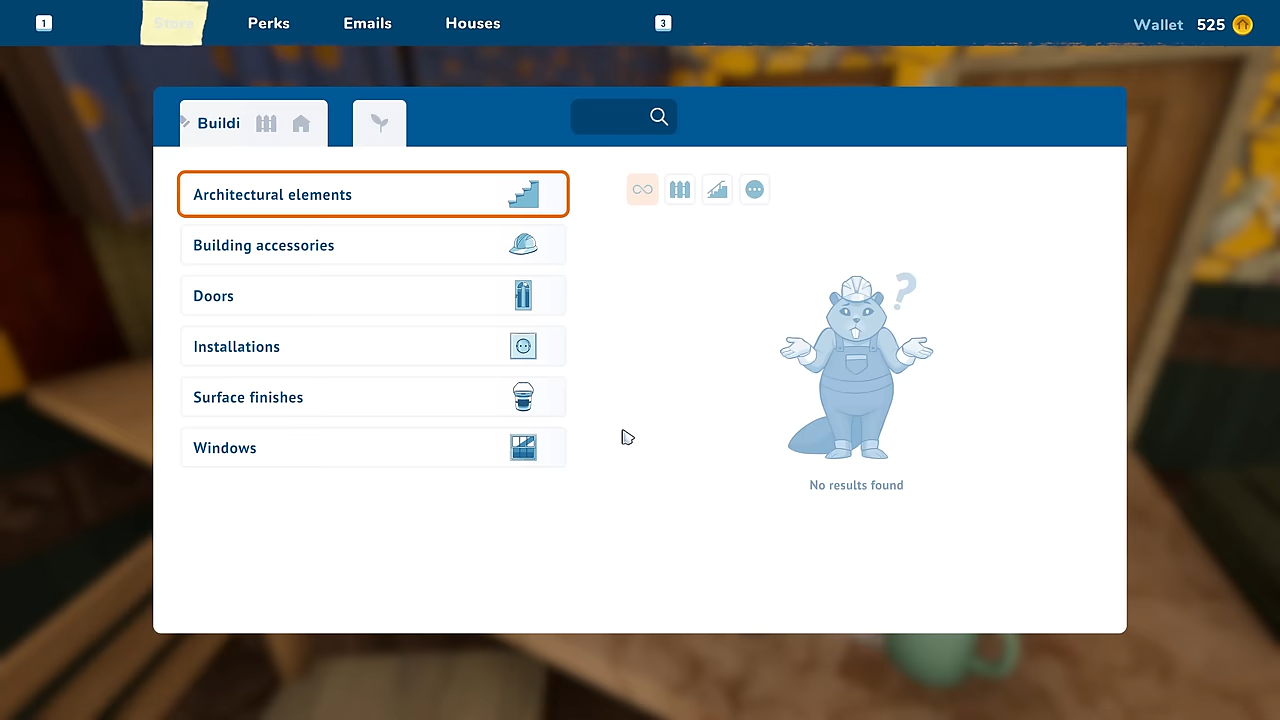 1
Store
Perks
Emails
Houses
3
Wallet 525
Buildi
Architectural elements
Building accessories
Doors
Installations
Surface finishes
Windows
?
No results found